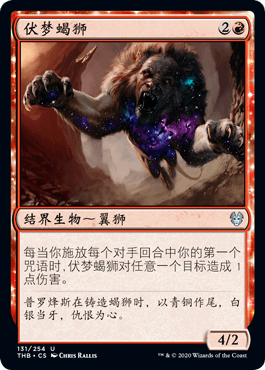 伏梦蝎狮 2
结界生物～翼狮
每当你施放每个对手回合中你的第一个
咒语时,伏梦蝎狮对任意一个目标造成1
点伤害。
普罗烽斯在铸造蝎狮时，以青铜作尾，白
银当牙，仇恨为心。
4/2
131/254 U
THB • CS CHRIS RALLIS
™ & © 2020 Wizards of the Coast